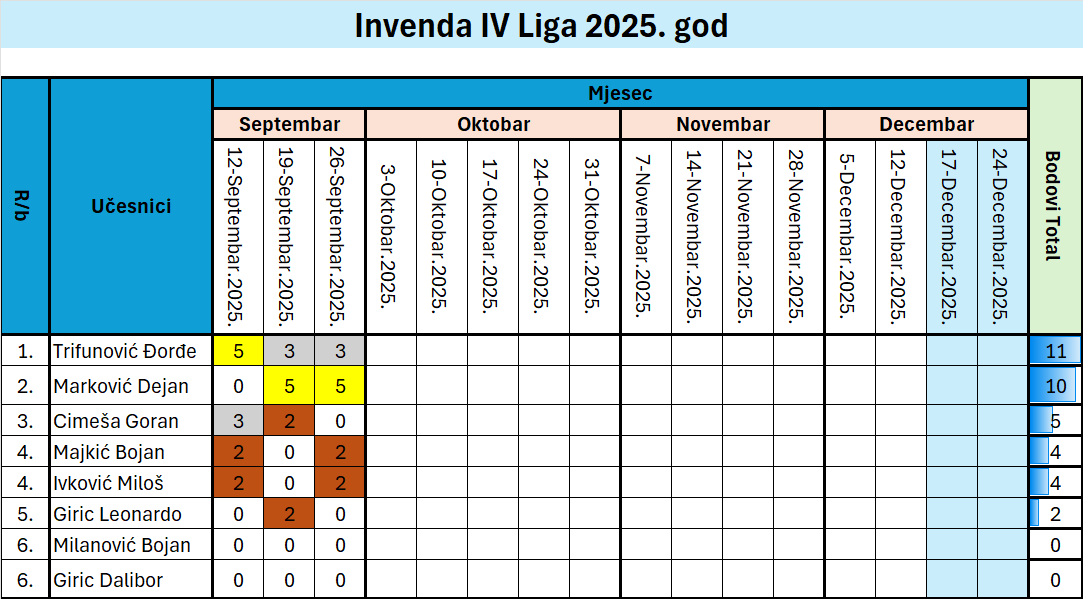 Invenda IV Liga 2025. god
R/b
Učesnici
Mjesec
Bodovi Total
Septembar Oktobar Novembar Decembar
12-Septembar.2025. 19-Septembar.2025. 26-Septembar.2025. 3-Oktobar.2025. 10-Oktobar.2025. 17-Oktobar.2025. 24-Oktobar.2025. 31-Oktobar.2025. 7-Novembar.2025. 14-Novembar.2025. 21-Novembar.2025. 28-Novembar.2025. 5-Decembar.2025. 12-Decembar.2025. 17-Decembar.2025. 24-Decembar.2025.
1. Trifunović Đorđe 5 3 3 11
2. Marković Dejan 0 5 5 10
3. Cimeša Goran 3 2 0 5
4. Majkić Bojan 2 0 2 4
4. Ivković Miloš 2 0 2 4
5. Giric Leonardo 0 2 0 2
6. Milanović Bojan 0 0 0 0
6. Giric Dalibor 0 0 0 0